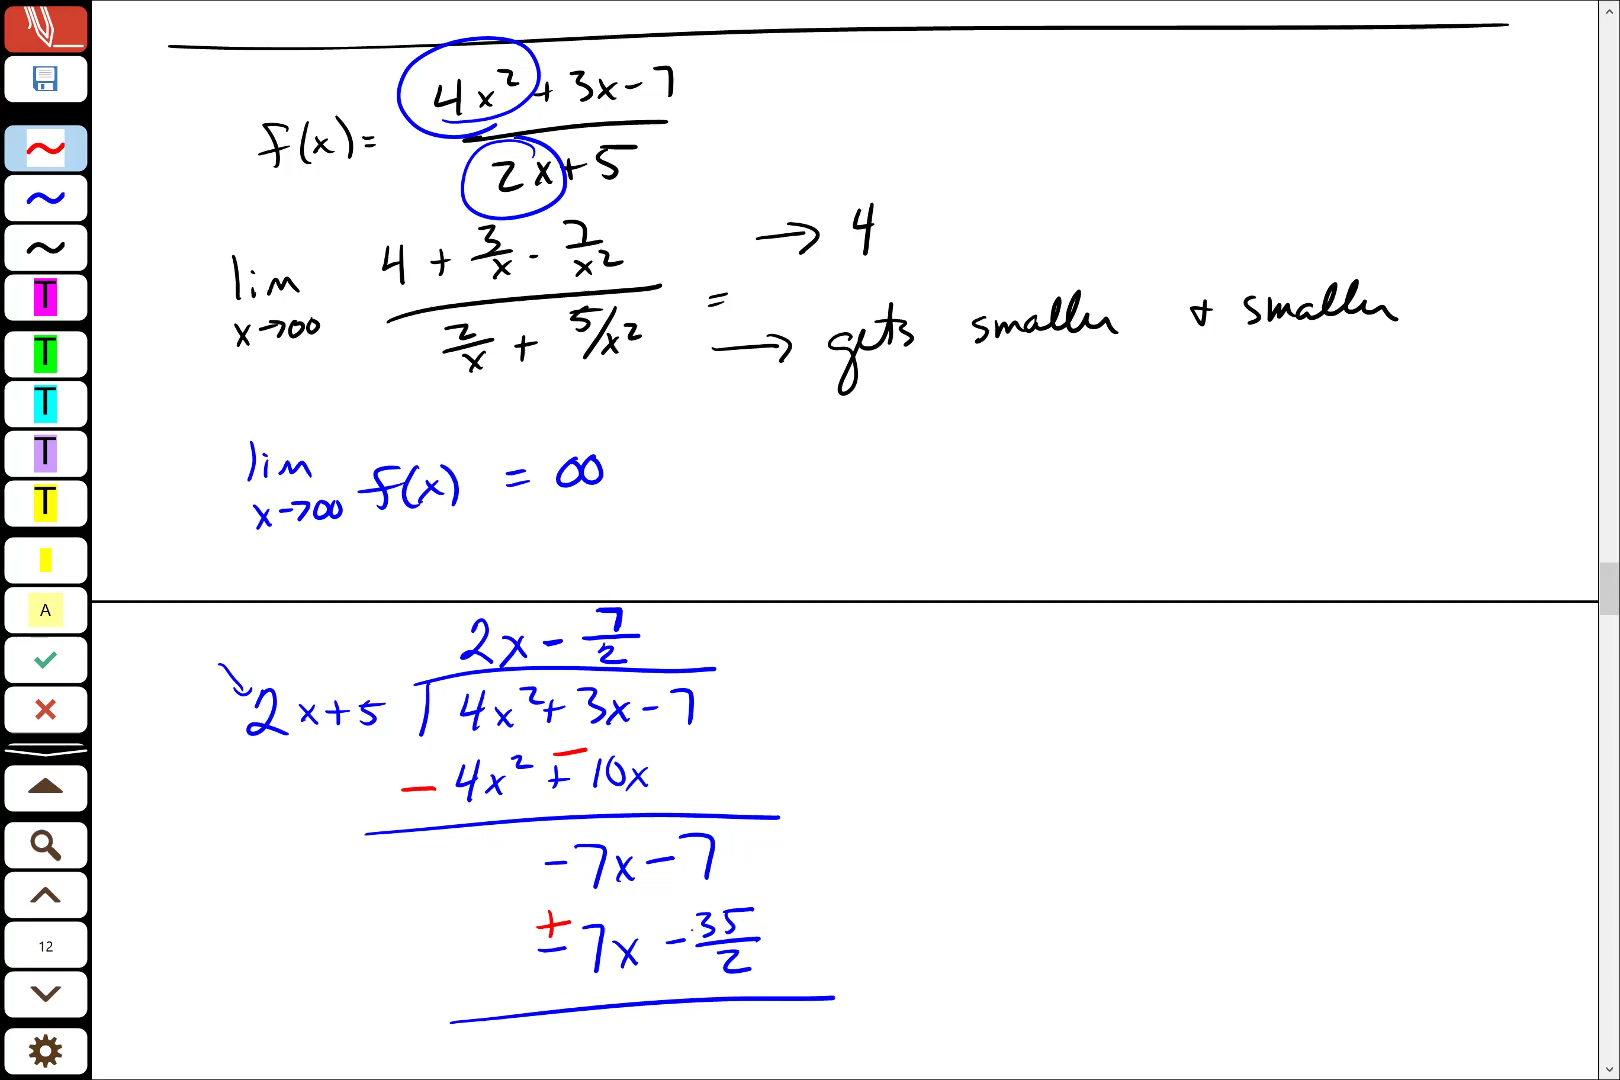 f(x) = (4x² + 3x - 7)/(2x + 5)
lim x→∞ (4 + 3/x - 7/x²)/(2/x + 5/x²) = → 4
→ gets smaller + smaller
lim x→∞ f(x) = ∞
2x - 7/2
2x + 5 ) 4x² + 3x - 7
- 4x² + 10x
-
-7x - 7
+
- 7x - 35/2
T
T
T
T
T
A
12